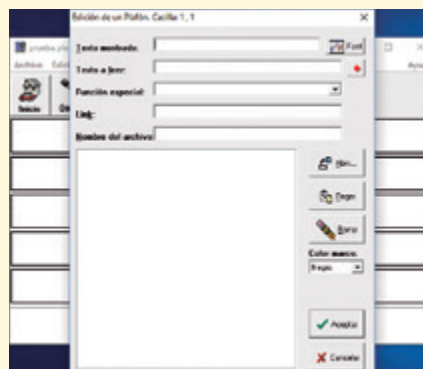 Edición de un Plafón. Casilla: 1, 1
prueba
Archivo
Inicio
Texto mostrado:
Font
Texto a leer:
Función especial:
Link:
Nombre del archivo:
Abrir...
Pegar
Borrar
Color marco:
Negro
Aceptar
Cancelar